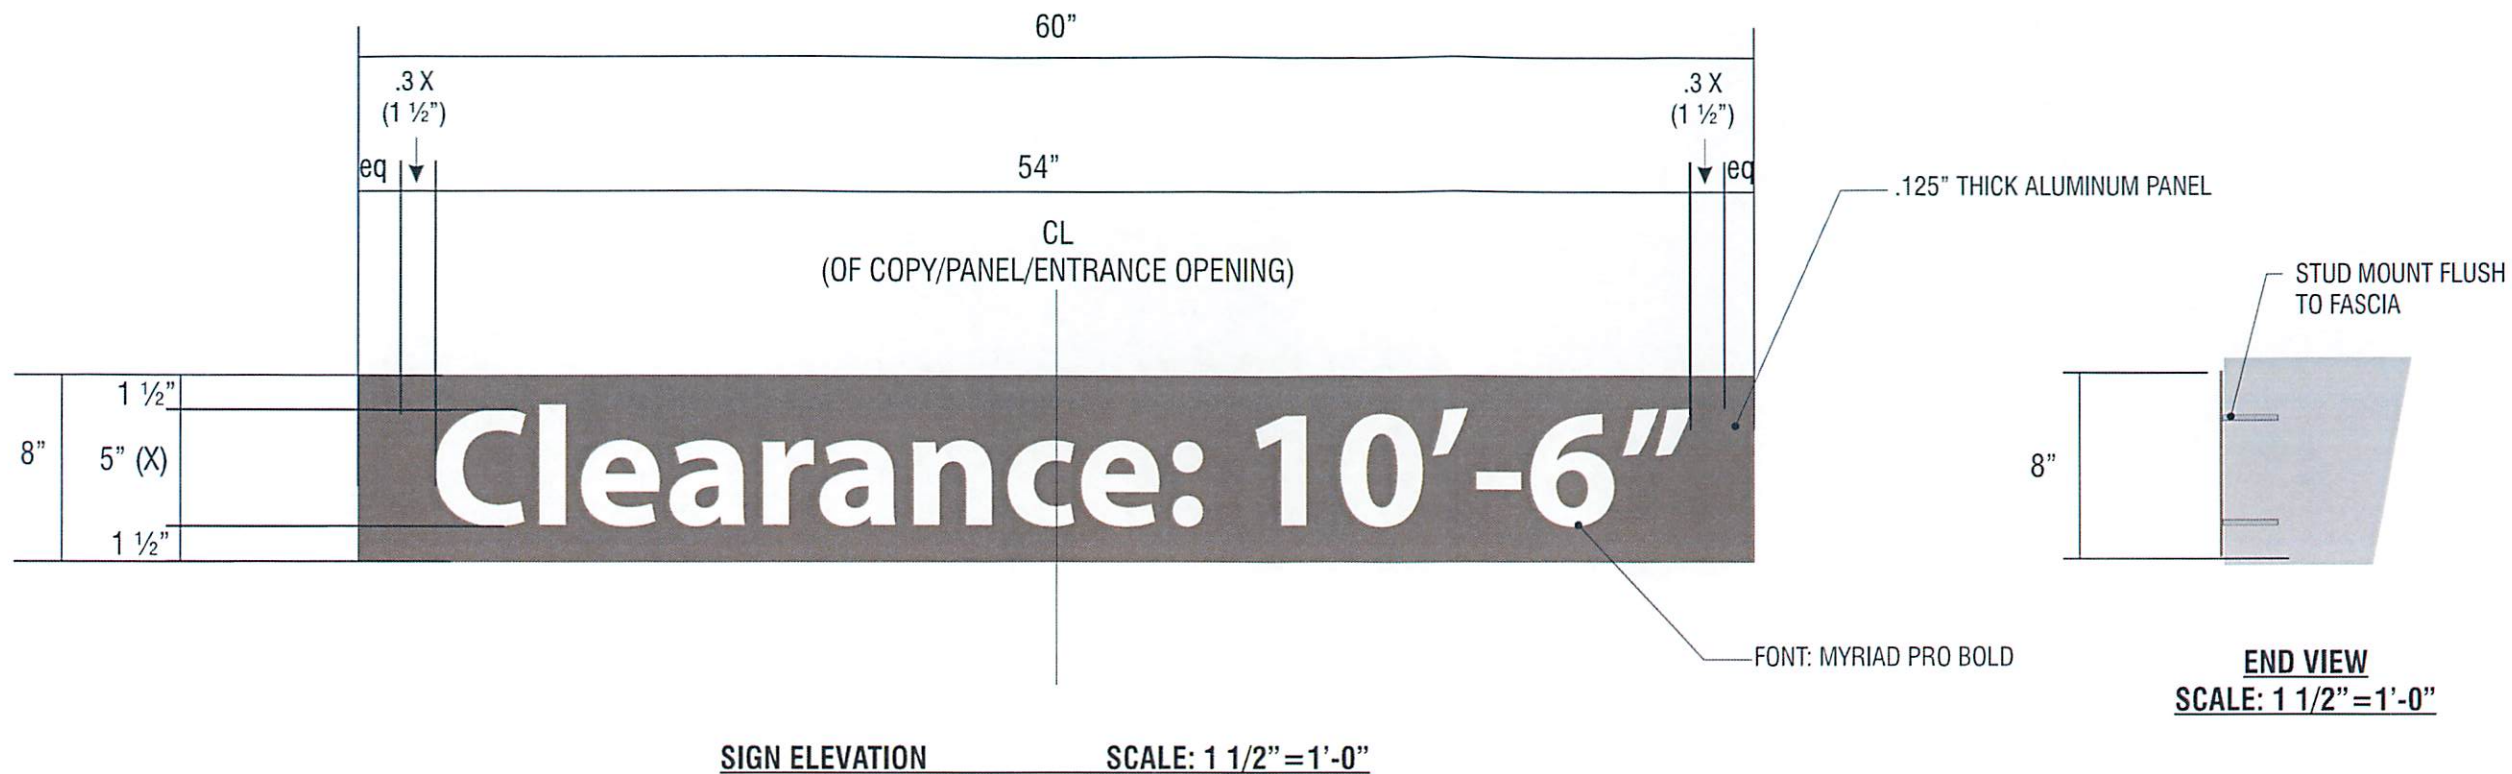 60”
.3 X
(1 ½”)
.3 X
(1 ½”)
eq
54”
eq
.125” THICK ALUMINUM PANEL
CL
(OF COPY/PANEL/ENTRANCE OPENING)
STUD MOUNT FLUSH
TO FASCIA
1 ½”
8”
5” (X)
1 ½”
Clearance: 10’-6”
8”
FONT: MYRIAD PRO BOLD
END VIEW
SCALE: 1 1/2”=1’-0”
SIGN ELEVATION SCALE: 1 1/2”=1’-0”